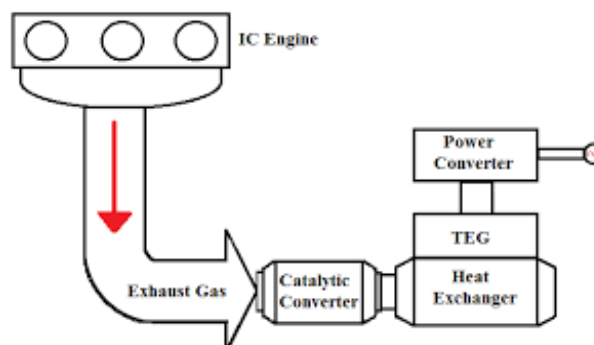 IC Engine
Power
Converter
TEG
Exhaust Gas
Catalytic
Converter
Heat
Exchanger